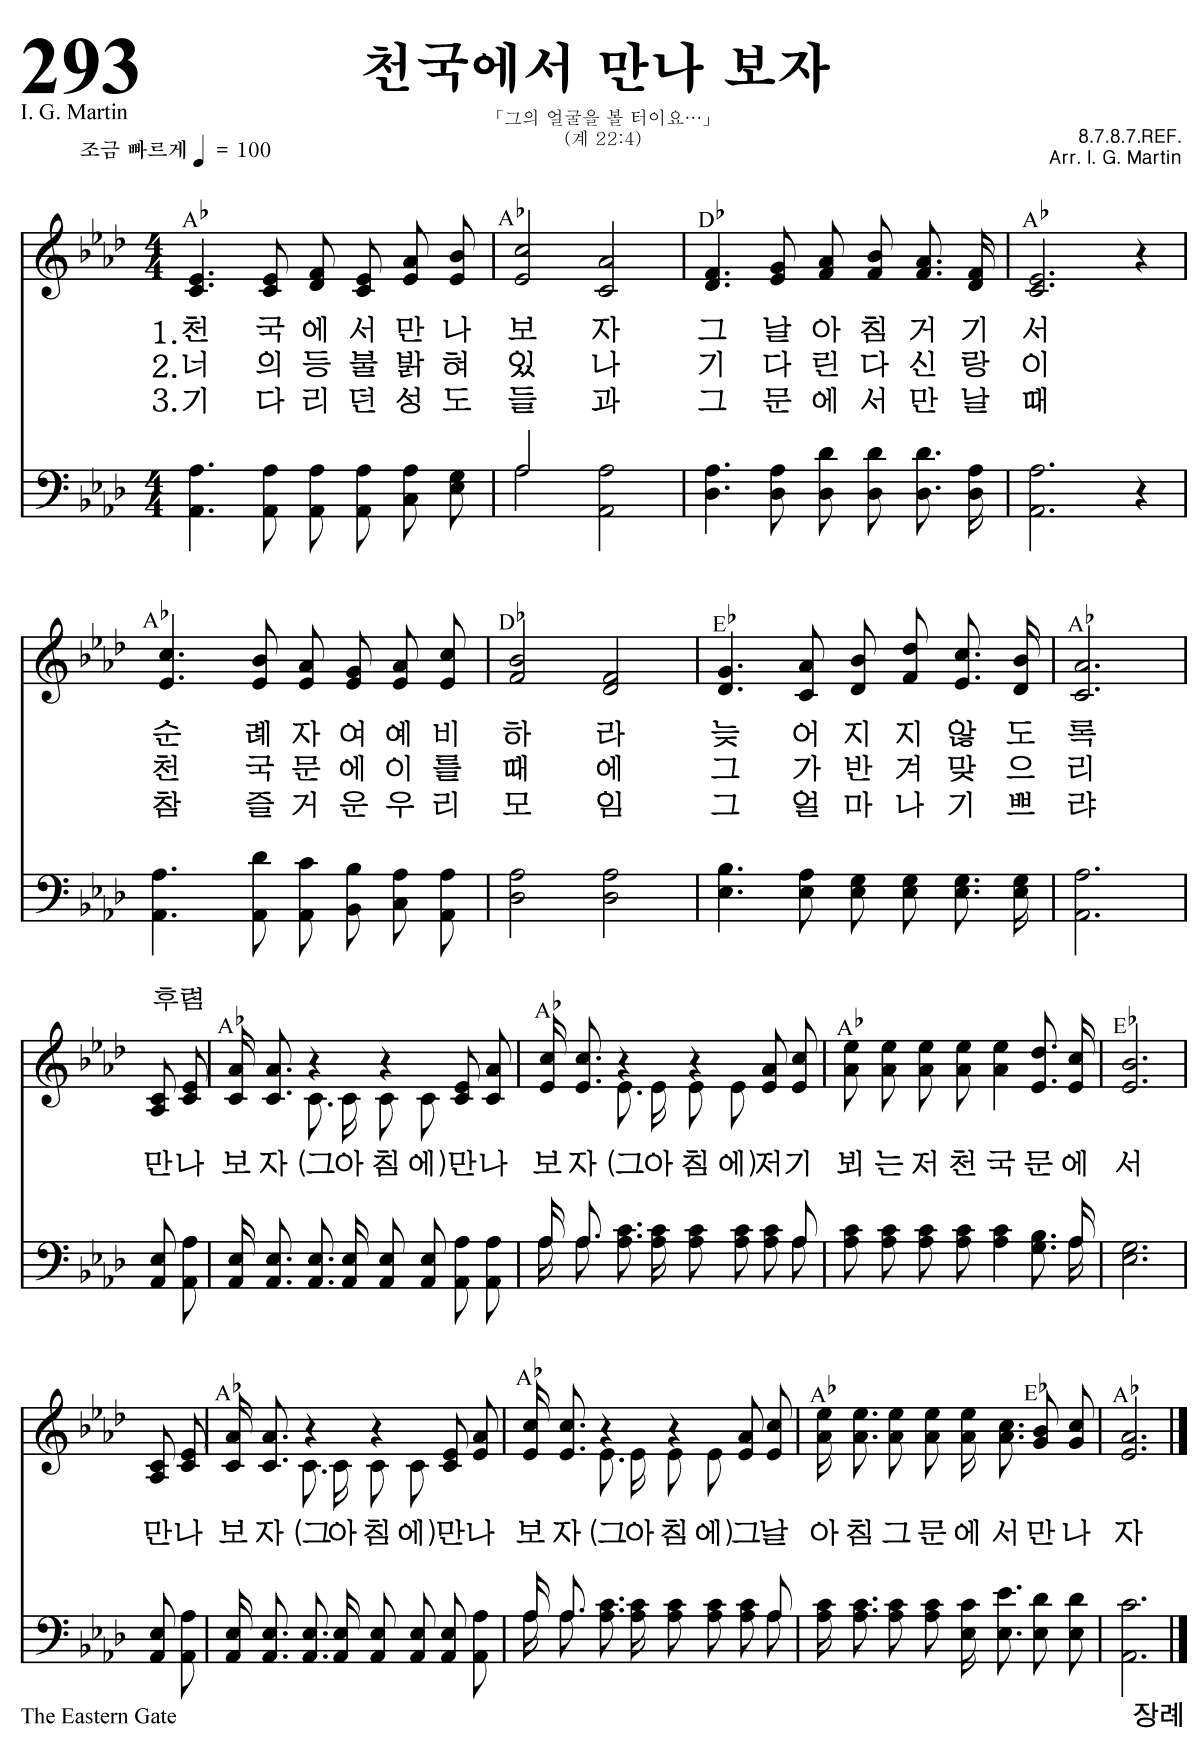 293
천국에서 만나 보자
I. G. Martin
「그의 얼굴을 볼 터이요…」
(계 22:4)
조금 빠르게 ♩ = 100
8.7.8.7.REF.
Arr. I. G. Martin
A♭ A♭ D♭ A♭
1.천 국 에 서 만 나 보 자 그 날 아 침 거 기 서
2.너 의 등 불 밝 혀 있 나 기 다 린 다 신 랑 이
3.기 다 리 던 성 도 들 과 그 문 에 서 만 날 때
A♭ D♭ E♭ A♭
순 례 자 여 예 비 하 라 늦 어 지 지 않 도 록
천 국 문 에 이 를 때 에 그 가 반 겨 맞 으 리
참 즐 거 운 우 리 모 임 그 얼 마 나 기 쁘 랴
후렴
A♭ A♭ A♭ E♭
만나 보 자 (그아 침 에)만나 보 자 (그아 침 에)저기 뵈 는 저 천 국 문 에 서
A♭ A♭ A♭ E♭ A♭
만나 보 자 (그아 침 에)만나 보 자 (그아 침 에)그날 아 침 그 문 에 서 만 나 자
The Eastern Gate
장례